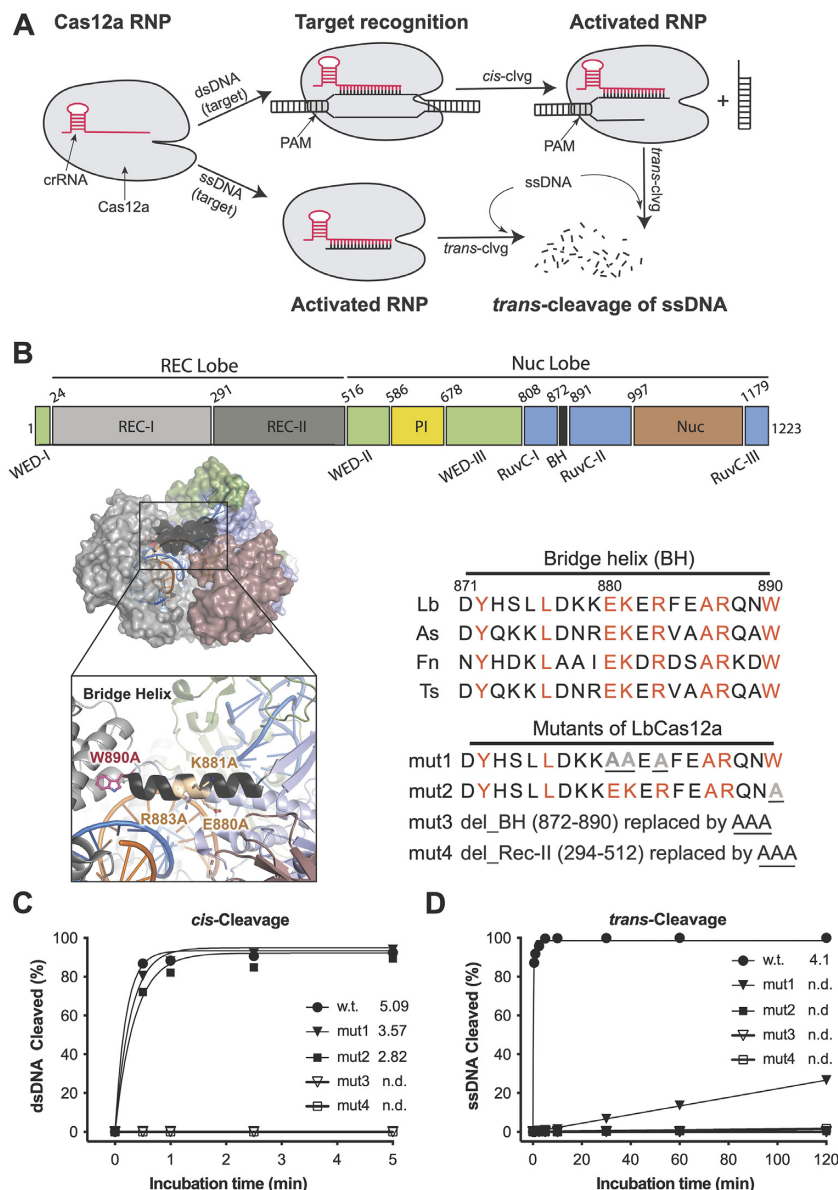 A
Cas12a RNP
Target recognition
Activated RNP
dsDNA
(target)
cis-clvg
PAM
PAM
crRNA
Cas12a
ssDNA
(target)
ssDNA
trans-clvg
trans-clvg
Activated RNP
trans-cleavage of ssDNA
B
REC Lobe
Nuc Lobe
24
291
516
586
678
808
872
891
997
1179
1
REC-I
REC-II
PI
Nuc
1223
WED-I
WED-II
WED-III
RuvC-I
BH
RuvC-II
RuvC-III
Bridge Helix
W890A
K881A
R883A
E880A
Bridge helix (BH)
871 880 890
Lb DYHSLLDKKEKERFEARQNW
As DYQKKLDNREKERVAARQAW
Fn NYHDKLAAIEKDRDSARKDW
Ts DYQKKLDNREKERVAARQAW
Mutants of LbCas12a
mut1 DYHSLLDKKAAEAFEARQNW
mut2 DYHSLLDKKEKERFEARQNA
mut3 del_BH (872-890) replaced by AAA
mut4 del_Rec-II (294-512) replaced by AAA
C
cis-Cleavage
dsDNA Cleaved (%)
100
80
60
40
20
0
w.t. 5.09
mut1 3.57
mut2 2.82
mut3 n.d.
mut4 n.d.
0 1 2 3 4 5
Incubation time (min)
D
trans-Cleavage
ssDNA Cleaved (%)
100
80
60
40
20
0
w.t. 4.1
mut1 n.d.
mut2 n.d.
mut3 n.d.
mut4 n.d.
0 20 40 60 80 100 120
Incubation time (min)